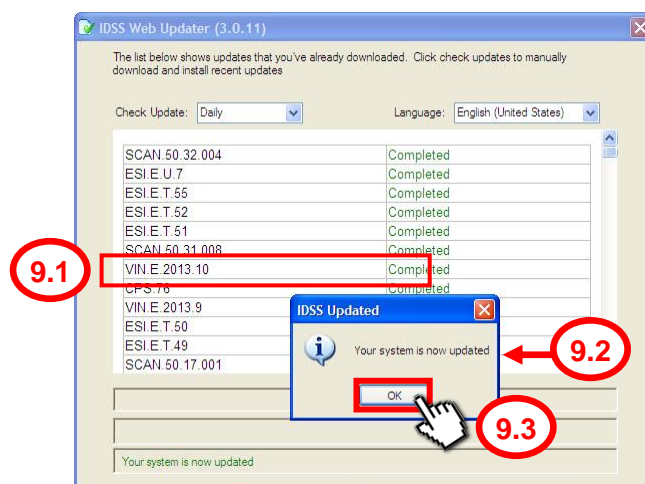 IDSS Web Updater (3.0.11)
The list below shows updates that you've already downloaded. Click check updates to manually
download and install recent updates
Check Update: Daily Language: English (United States)
SCAN.50.32.004 Completed
ESI.E.U.7 Completed
ESI.E.T.55 Completed
ESI.E.T.52 Completed
ESI.E.T.51 Completed
SCAN.50.31.008 Completed
9.1 VIN.E.2013.10 Completed
CPS.76 Completed
VIN.E.2013.9
ESI.E.T.50
ESI.E.T.49
SCAN.50.17.001
IDSS Updated
Your system is now updated
9.2
OK
9.3
Your system is now updated